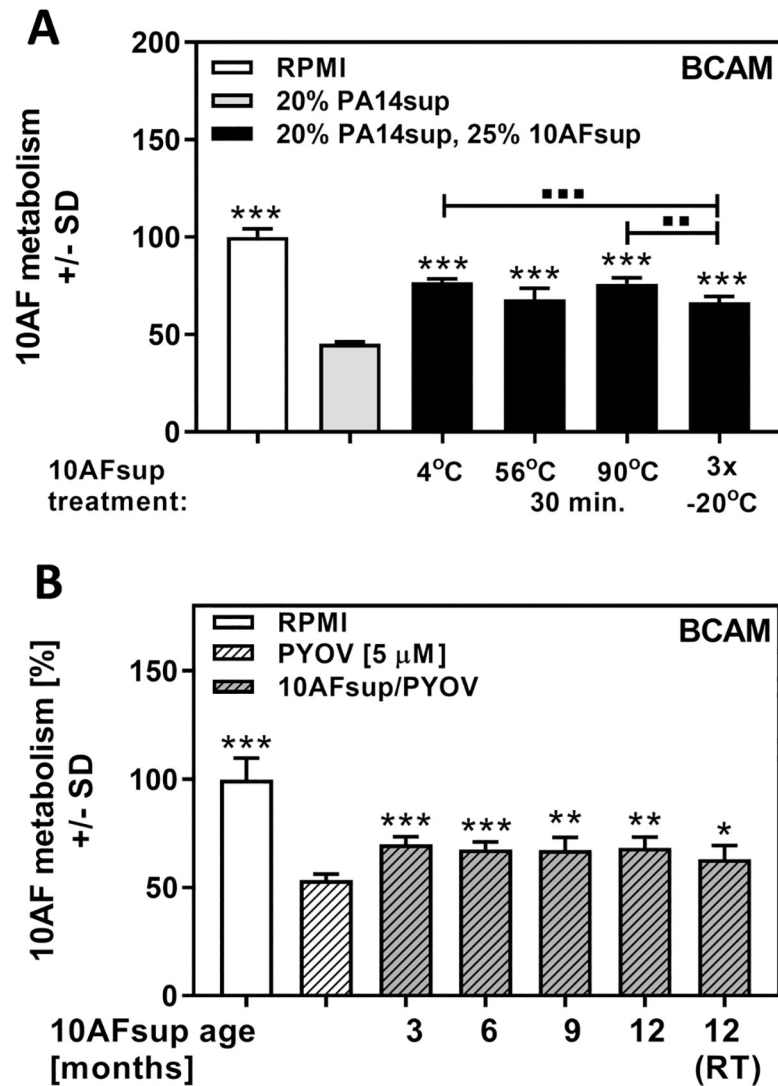 A
200
RPMI
BCAM
20% PA14sup
150
20% PA14sup, 25% 10AFsup
10AF metabolism
+/- SD
▪▪▪
▪▪
***
***
***
***
***
100
50
0
10AFsup
treatment:
4°C
56°C
90°C
3x
30 min.
-20°C
B
RPMI
BCAM
PYOV [5 µM]
150
10AFsup/PYOV
10AF metabolism [%]
+/- SD
***
***
***
**
**
*
100
50
0
10AFsup age
3
6
9
12
12
[months]
(RT)